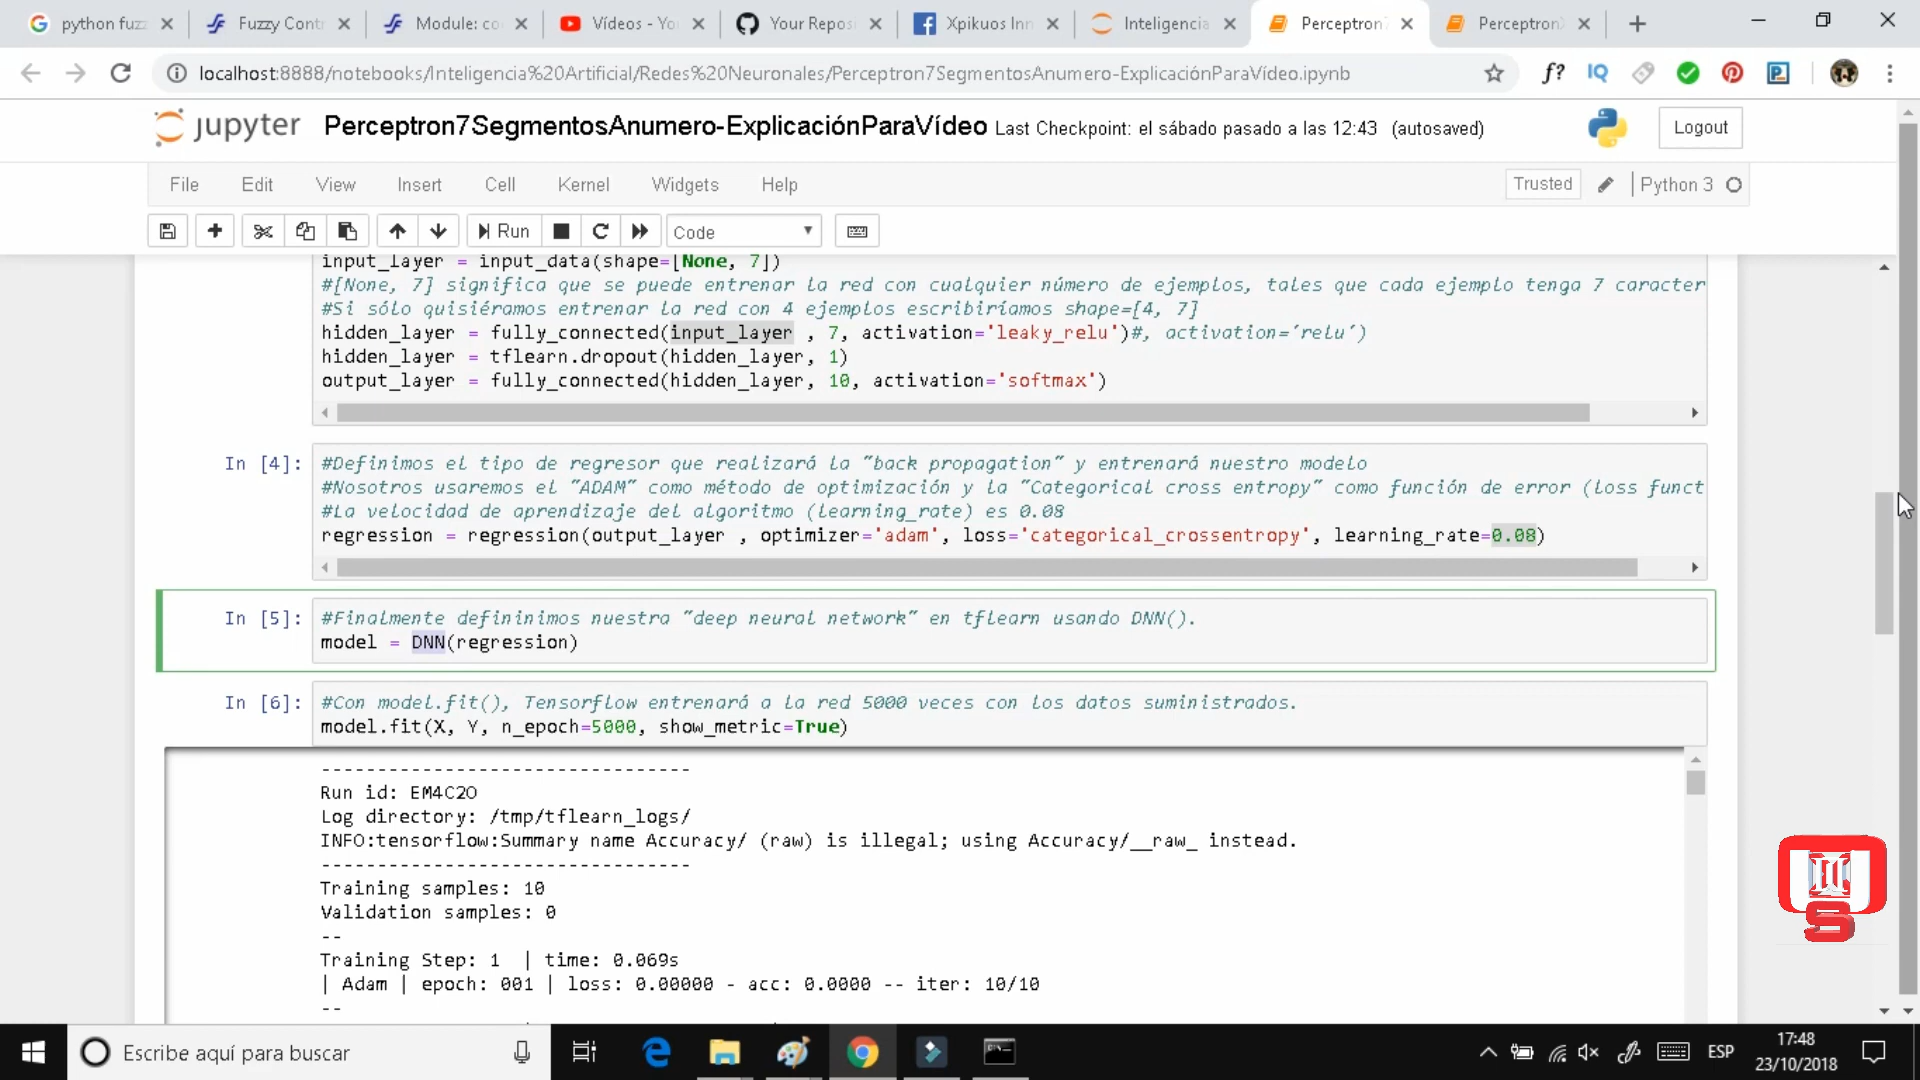 python fuzz
Fuzzy Cont
Module: co
Vídeos - Yo
Your Repos
Xpikuos Inn
Inteligencia
Perceptron7
Perceptron
localhost:8888/notebooks/Inteligencia%20Artificial/Redes%20Neuronales/Perceptron7SegmentosAnumero-ExplicaciónParaVídeo.ipynb
f?
IQ
jupyter Perceptron7SegmentosAnumero-ExplicaciónParaVídeo Last Checkpoint: el sábado pasado a las 12:43 (autosaved)
Logout
File Edit View Insert Cell Kernel Widgets Help
Trusted
Python 3
Run
Code
input_layer = input_data(shape=[None, 7])
#[None, 7] significa que se puede entrenar la red con cualquier número de ejemplos, tales que cada ejemplo tenga 7 caracter
#Si sólo quisiéramos entrenar la red con 4 ejemplos escribiríamos shape=[4, 7]
hidden_layer = fully_connected(input_layer , 7, activation='leaky_relu')#, activation=´relu´)
hidden_layer = tflearn.dropout(hidden_layer, 1)
output_layer = fully_connected(hidden_layer, 10, activation='softmax')
In [4]: #Definimos el tipo de regresor que realizará la "back propagation" y entrenará nuestro modelo
#Nosotros usaremos el "ADAM" como método de optimización y la "Categorical cross entropy" como función de error (loss funct
#La velocidad de aprendizaje del algoritmo (learning_rate) es 0.08
regression = regression(output_layer , optimizer='adam', loss='categorical_crossentropy', learning_rate=0.08)
In [5]: #Finalmente defininimos nuestra "deep neural network" en tflearn usando DNN().
model = DNN(regression)
In [6]: #Con model.fit(), Tensorflow entrenará a la red 5000 veces con los datos suministrados.
model.fit(X, Y, n_epoch=5000, show_metric=True)
---------------------------------
Run id: EM4C2O
Log directory: /tmp/tflearn_logs/
INFO:tensorflow:Summary name Accuracy/ (raw) is illegal; using Accuracy/__raw_ instead.
---------------------------------
Training samples: 10
Validation samples: 0
--
Training Step: 1  | time: 0.069s
| Adam | epoch: 001 | loss: 0.00000 - acc: 0.0000 -- iter: 10/10
--
Escribe aquí para buscar
ESP
17:48
23/10/2018